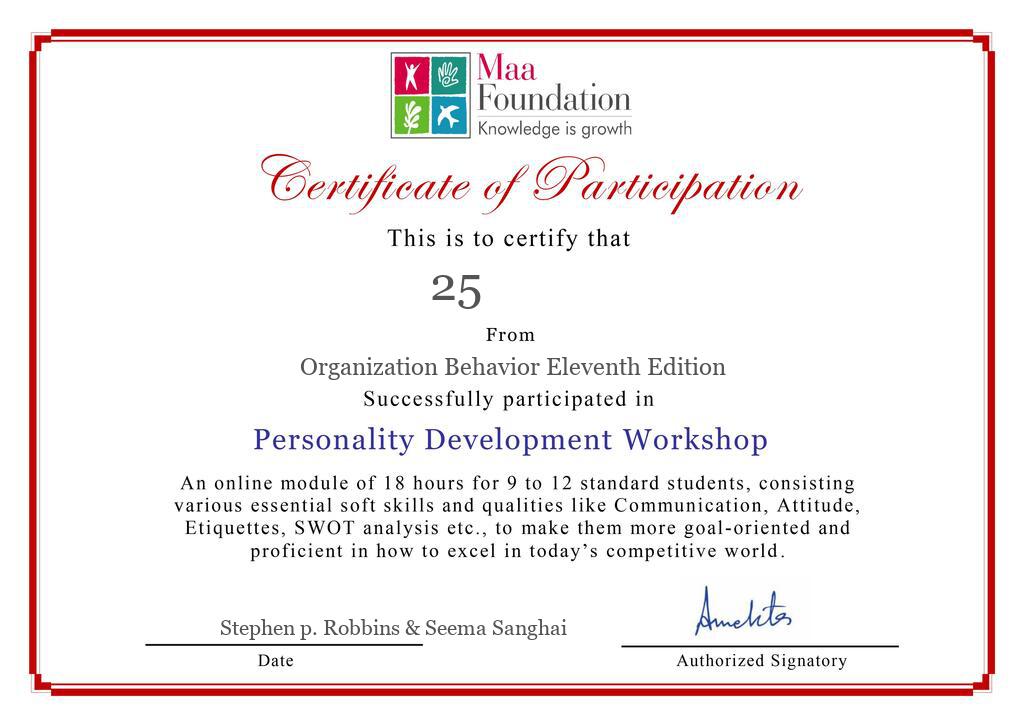 Maa
Foundation
Knowledge is growth
Certificate of Participation
This is to certify that
25
From
Organization Behavior Eleventh Edition
Successfully participated in
Personality Development Workshop
An online module of 18 hours for 9 to 12 standard students, consisting
various essential soft skills and qualities like Communication, Attitude,
Etiquettes, SWOT analysis etc., to make them more goal-oriented and
proficient in how to excel in today’s competitive world.
Stephen p. Robbins & Seema Sanghai
Date
Authorized Signatory